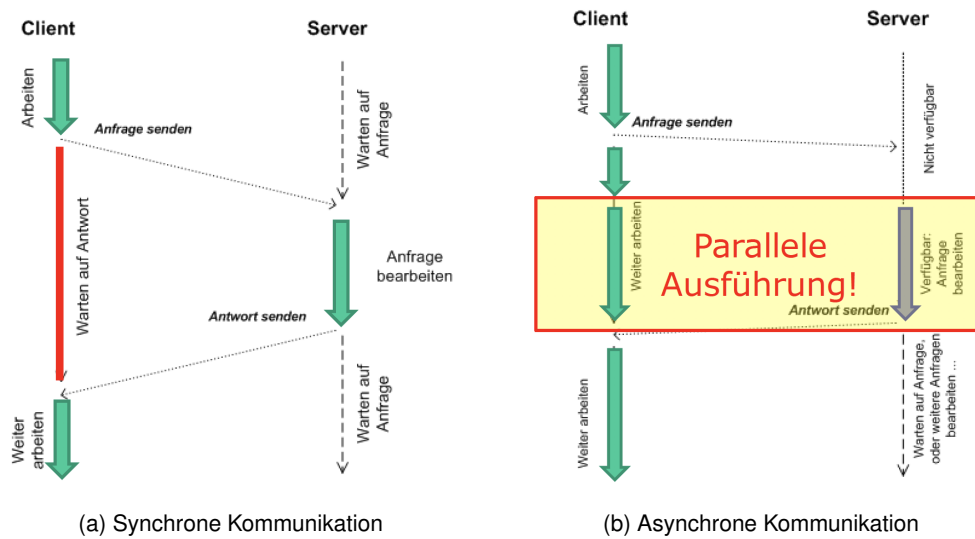 Client
Server
Arbeiten
Anfrage senden
Warten auf
Anfrage
Warten auf Antwort
Anfrage
bearbeiten
Antwort senden
Weiter
arbeiten
Warten auf
Anfrage
(a) Synchrone Kommunikation
Client
Server
Arbeiten
Anfrage senden
Nicht verfügbar
Weiter arbeiten
Parallele
Ausführung!
Verfügbar:
Anfrage
bearbeiten
Antwort senden
Weiter arbeiten
Warten auf Anfrage,
oder weitere Anfragen
bearbeiten ...
(b) Asynchrone Kommunikation